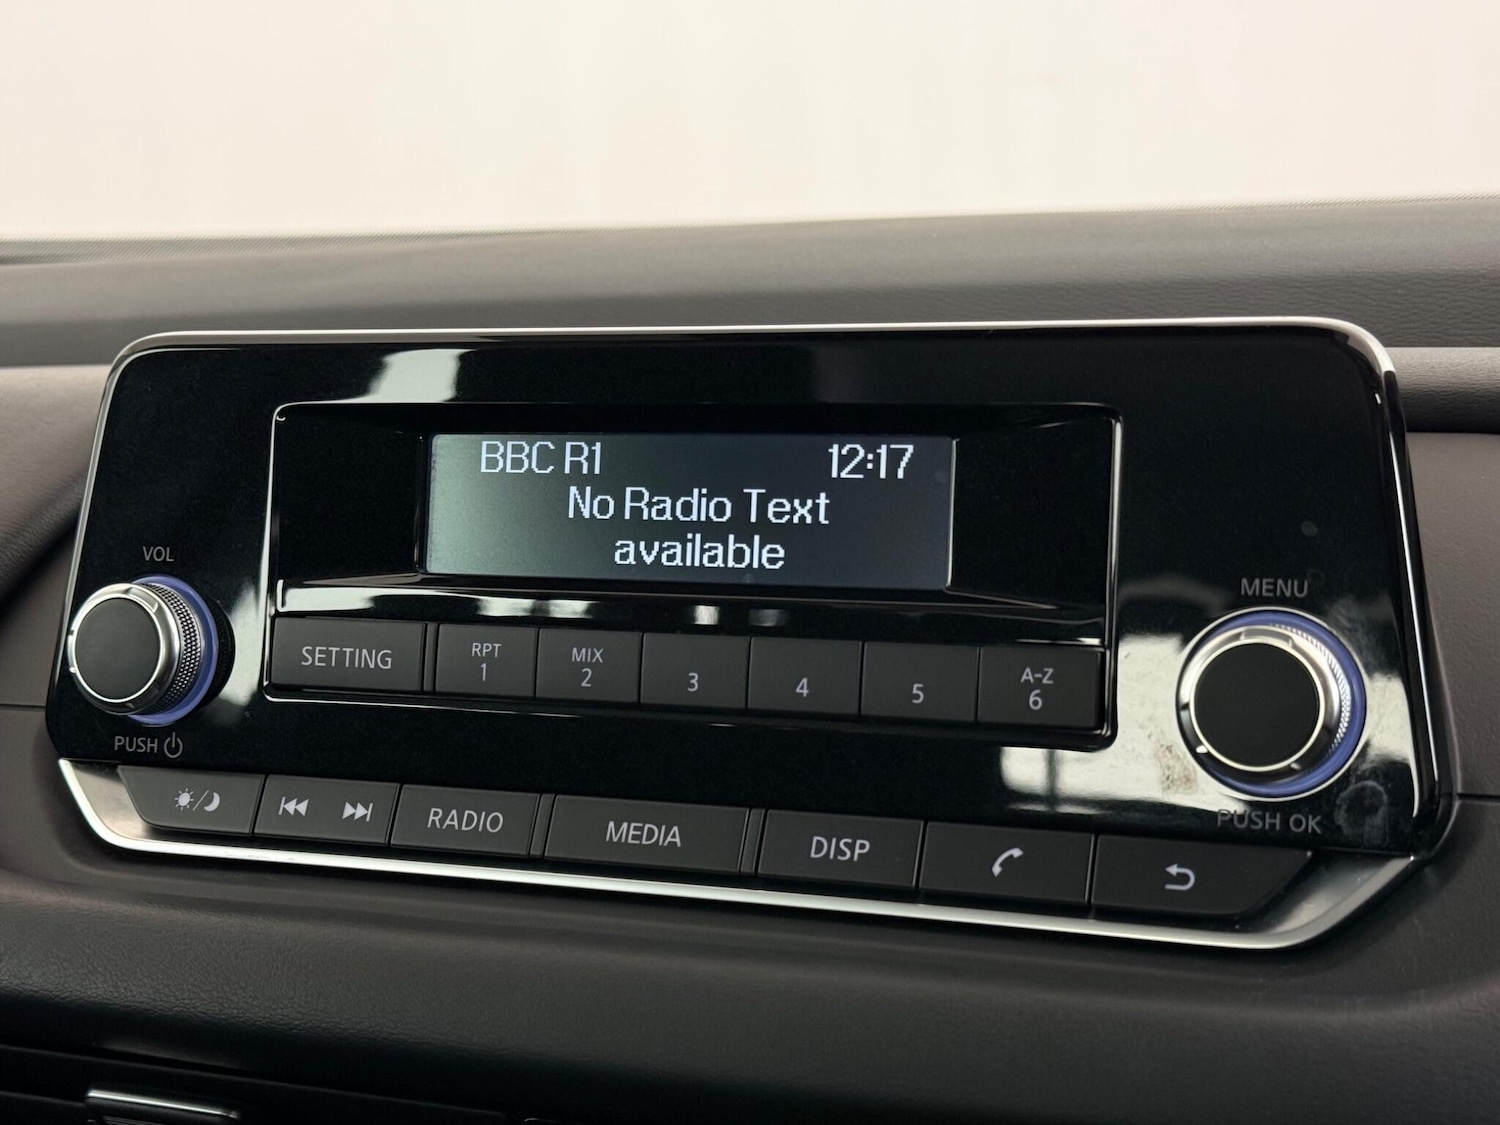 BBC R1 12:17
No Radio Text
available
VOL
MENU
SETTING
RPT
1
MIX
2
3
4
5
A-Z
6
PUSH
PUSH OK
RADIO
MEDIA
DISP